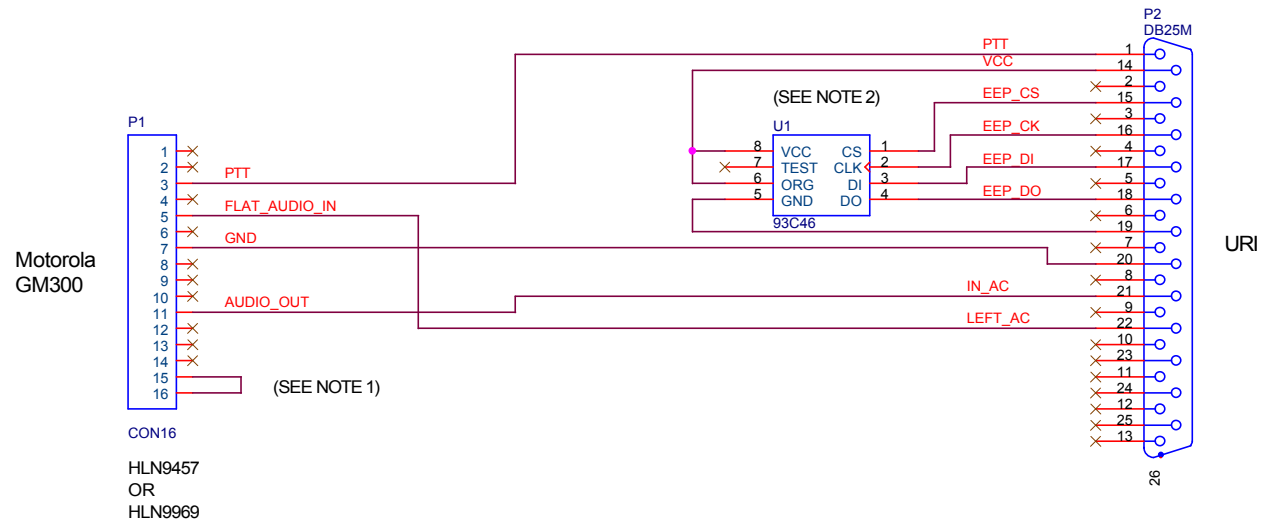 P2
DB25M
PTT
1
VCC
14
2
EEP_CS
15
3
EEP_CK
16
4
EEP_DI
17
5
EEP_DO
18
6
19
7
20
8
IN_AC
21
9
LEFT_AC
22
10
23
11
24
12
25
13
26
URI
(SEE NOTE 2)
U1
8 VCC CS 1
7 TEST CLK 2
6 ORG DI 3
5 GND DO 4
93C46
P1
1
2
3 PTT
4
5 FLAT_AUDIO_IN
6
7 GND
8
9
10
11 AUDIO_OUT
12
13
14
15
16
(SEE NOTE 1)
Motorola
GM300
CON16
HLN9457
OR
HLN9969